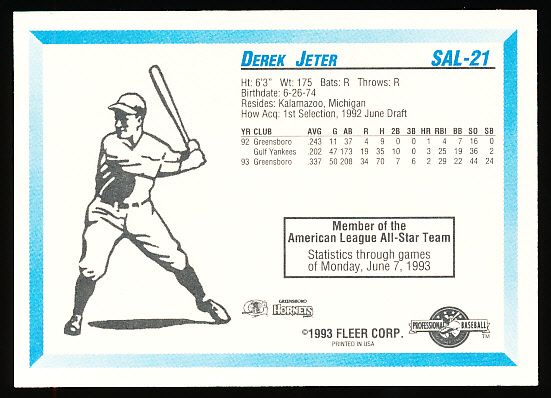 DEREK JETER SAL-21
Ht: 6'3" Wt: 175 Bats: R Throws: R
Birthdate: 6-26-74
Resides: Kalamazoo, Michigan
How Acq: 1st Selection, 1992 June Draft
YR CLUB AVG G AB R H 2B 3B HR RBI BB SO SB
92 Greensboro .243 11 37 4 9 0 0 1 4 7 16 0
Gulf Yankees .202 47 173 19 35 10 0 3 25 19 36 2
93 Greensboro .337 50 208 34 70 7 6 2 29 22 44 24
Member of the
American League All-Star Team
Statistics through games
of Monday, June 7, 1993
GREENSBORO
HORNETS
©1993 FLEER CORP.
PRINTED IN USA
PROFESSIONAL BASEBALL
TM